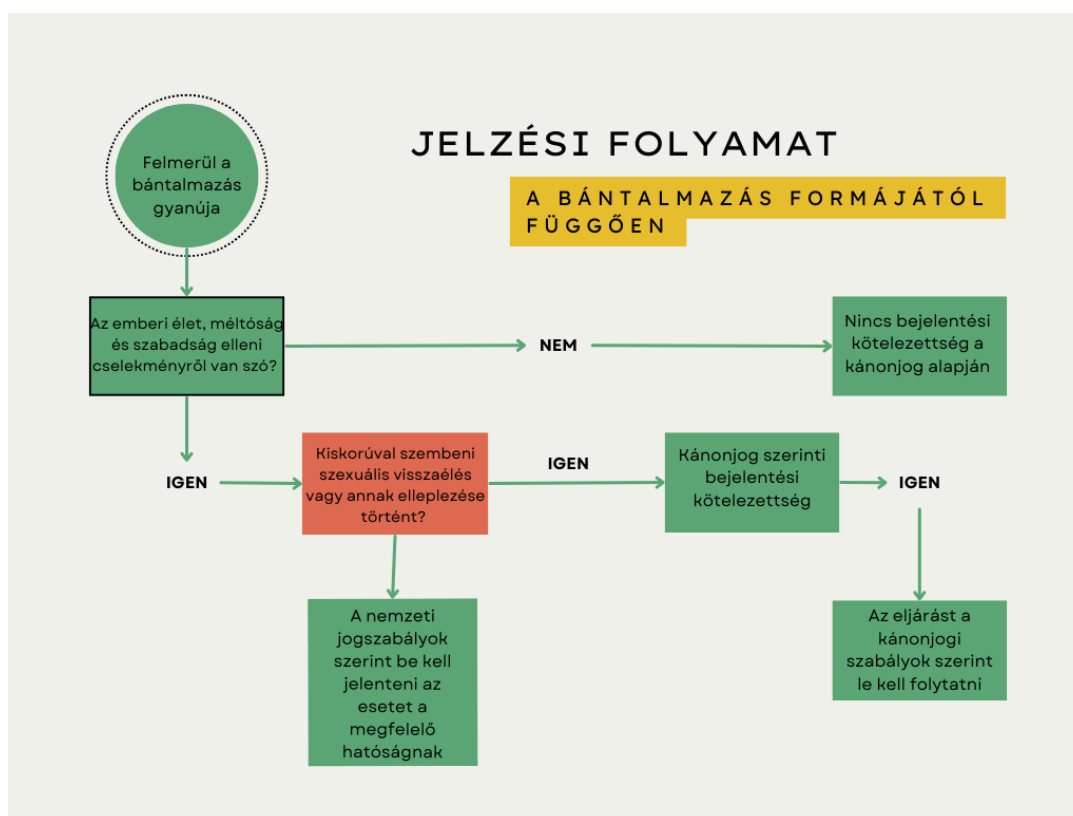 JELZÉSI FOLYAMAT
A BÁNTALMAZÁS FORMÁJÁTÓL
FÜGGŐEN
Felmerül a
bántalmazás
gyanúja
Az emberi élet, méltóság
és szabadság elleni
cselekményről van szó?
NEM
Nincs bejelentési
kötelezettség a
kánonjog alapján
IGEN
Kiskorúval szembeni
szexuális visszaélés
vagy annak elleplezése
történt?
IGEN
Kánonjog szerinti
bejelentési
kötelezettség
IGEN
A nemzeti
jogszabályok
szerint be kell
jelenteni az
esetet a
megfelelő
hatóságnak
Az eljárást a
kánonjogi
szabályok szerint
le kell folytatni